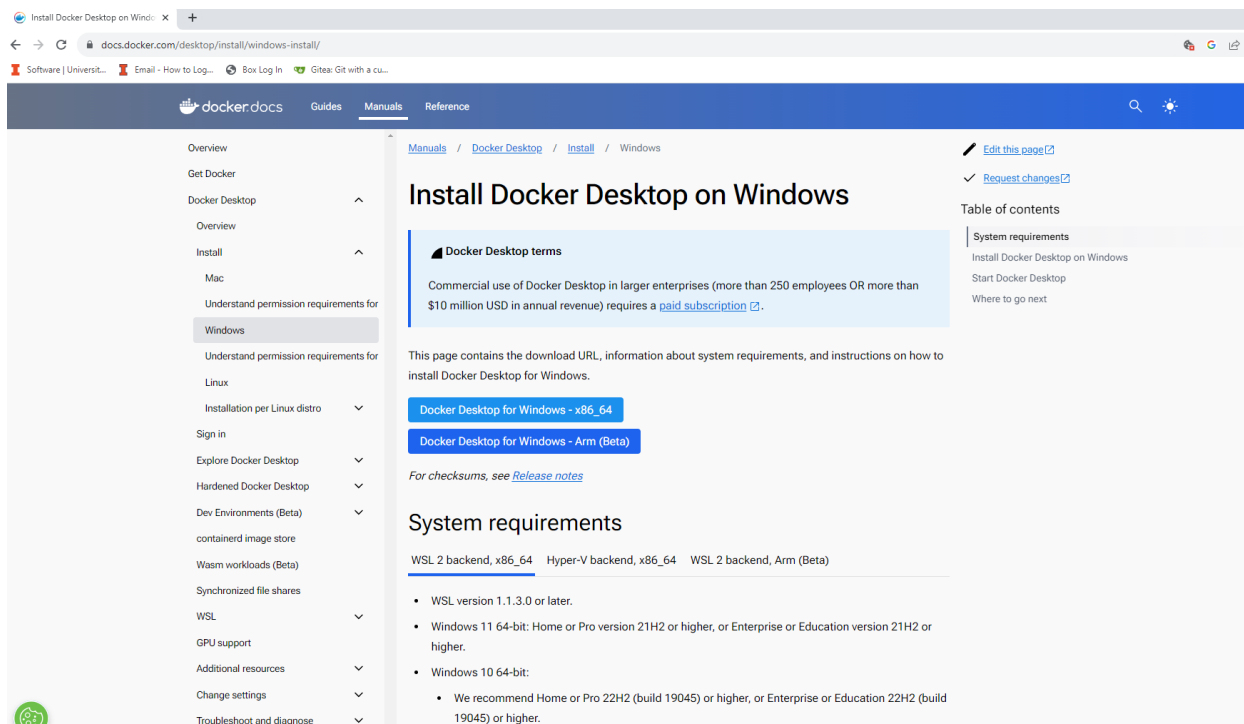 Install Docker Desktop on Windo
docs.docker.com/desktop/install/windows-install/
Software | Universit...
Email - How to Log...
Box Log In
Gitea: Git with a cu...
docker.docs
Guides
Manuals
Reference
Overview
Get Docker
Docker Desktop
Overview
Install
Mac
Understand permission requirements for
Windows
Understand permission requirements for
Linux
Installation per Linux distro
Sign in
Explore Docker Desktop
Hardened Docker Desktop
Dev Environments (Beta)
containerd image store
Wasm workloads (Beta)
Synchronized file shares
WSL
GPU support
Additional resources
Change settings
Troubleshoot and diagnose
Manuals / Docker Desktop / Install / Windows
Install Docker Desktop on Windows
Docker Desktop terms
Commercial use of Docker Desktop in larger enterprises (more than 250 employees OR more than
$10 million USD in annual revenue) requires a paid subscription.
This page contains the download URL, information about system requirements, and instructions on how to
install Docker Desktop for Windows.
Docker Desktop for Windows - x86_64
Docker Desktop for Windows - Arm (Beta)
For checksums, see Release notes
System requirements
WSL 2 backend, x86_64
Hyper-V backend, x86_64
WSL 2 backend, Arm (Beta)
• WSL version 1.1.3.0 or later.
• Windows 11 64-bit: Home or Pro version 21H2 or higher, or Enterprise or Education version 21H2 or
higher.
• Windows 10 64-bit:
• We recommend Home or Pro 22H2 (build 19045) or higher, or Enterprise or Education 22H2 (build
19045) or higher.
Edit this page
Request changes
Table of contents
System requirements
Install Docker Desktop on Windows
Start Docker Desktop
Where to go next